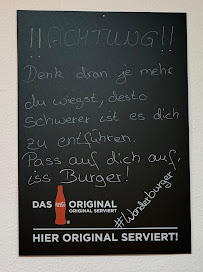 !!ACHTUNG!!
Denk dran je mehr
du wiegst, desto
schwerer ist es dich
zu entführen.
Pass auf dich auf,
iss Burger!
#Wonderburger
DAS ORIGINAL
ORIGINAL SERVIERT
HIER ORIGINAL SERVIERT!